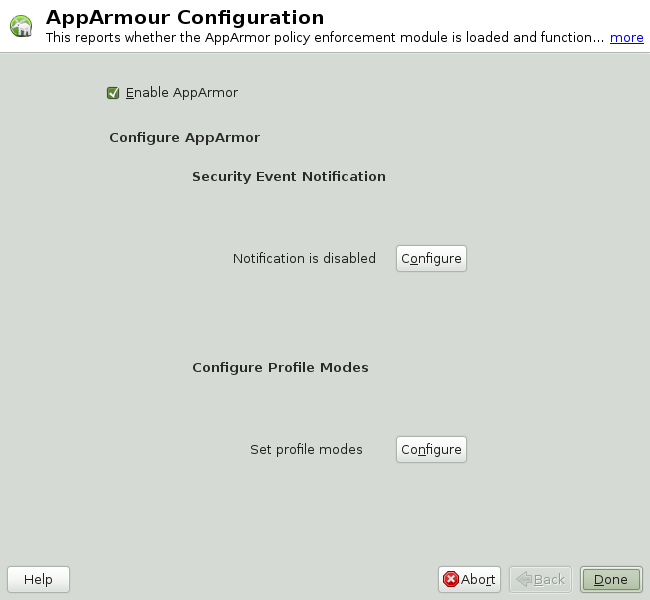 AppArmour Configuration
This reports whether the AppArmor policy enforcement module is loaded and function... more
Enable AppArmor
Configure AppArmor
Security Event Notification
Notification is disabled Configure
Configure Profile Modes
Set profile modes Configure
Help Abort Back Done